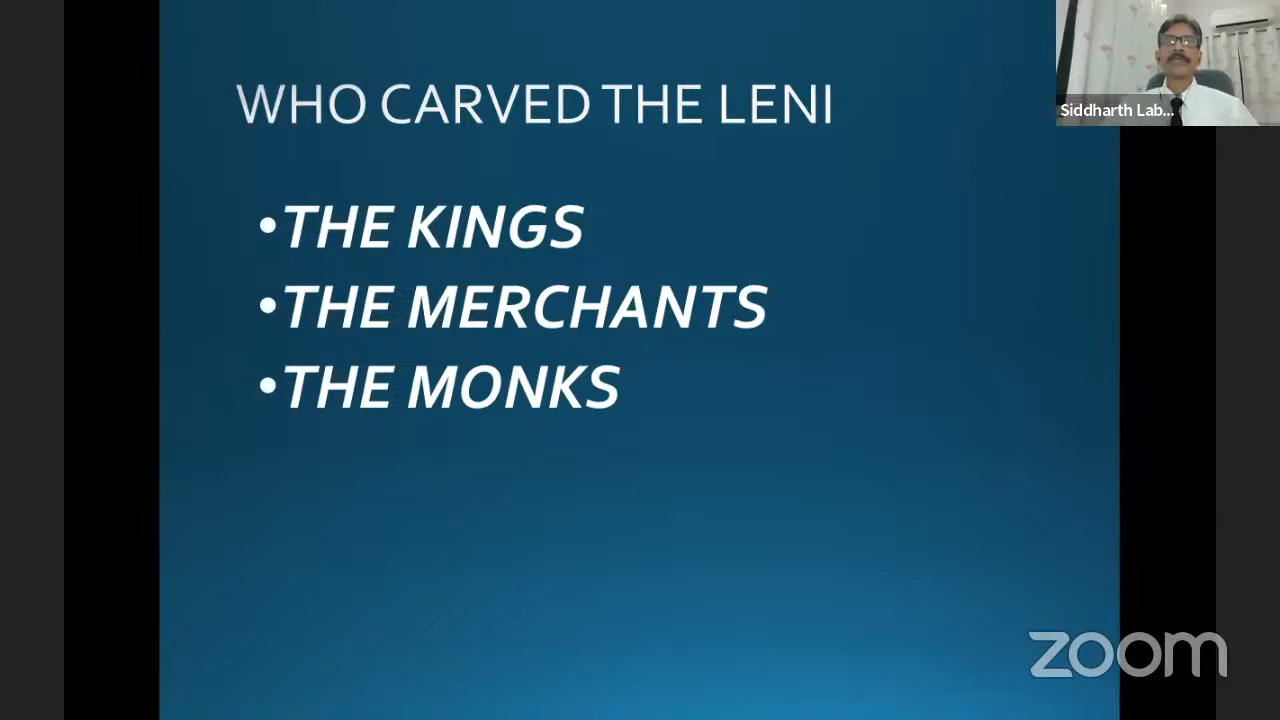 WHO CARVED THE LENI
•THE KINGS
•THE MERCHANTS
•THE MONKS
Siddharth Lab...
zoom